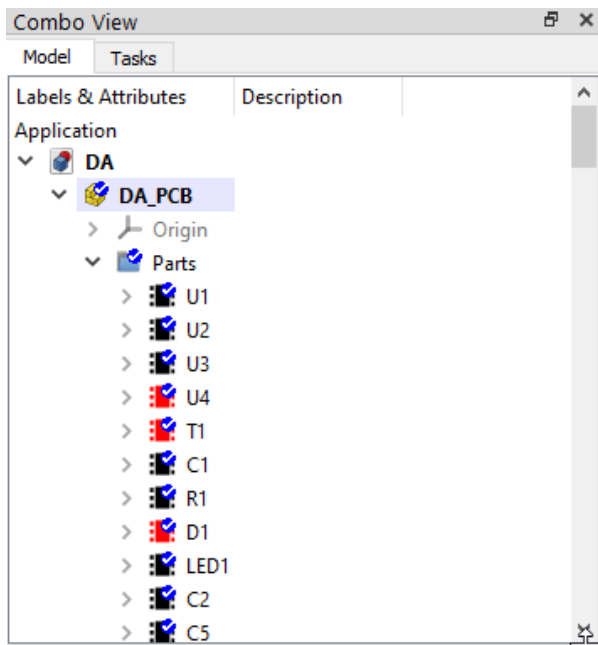 Combo View
Model Tasks
Labels & Attributes Description
Application
DA
DA_PCB
Origin
Parts
U1
U2
U3
U4
T1
C1
R1
D1
LED1
C2
C5